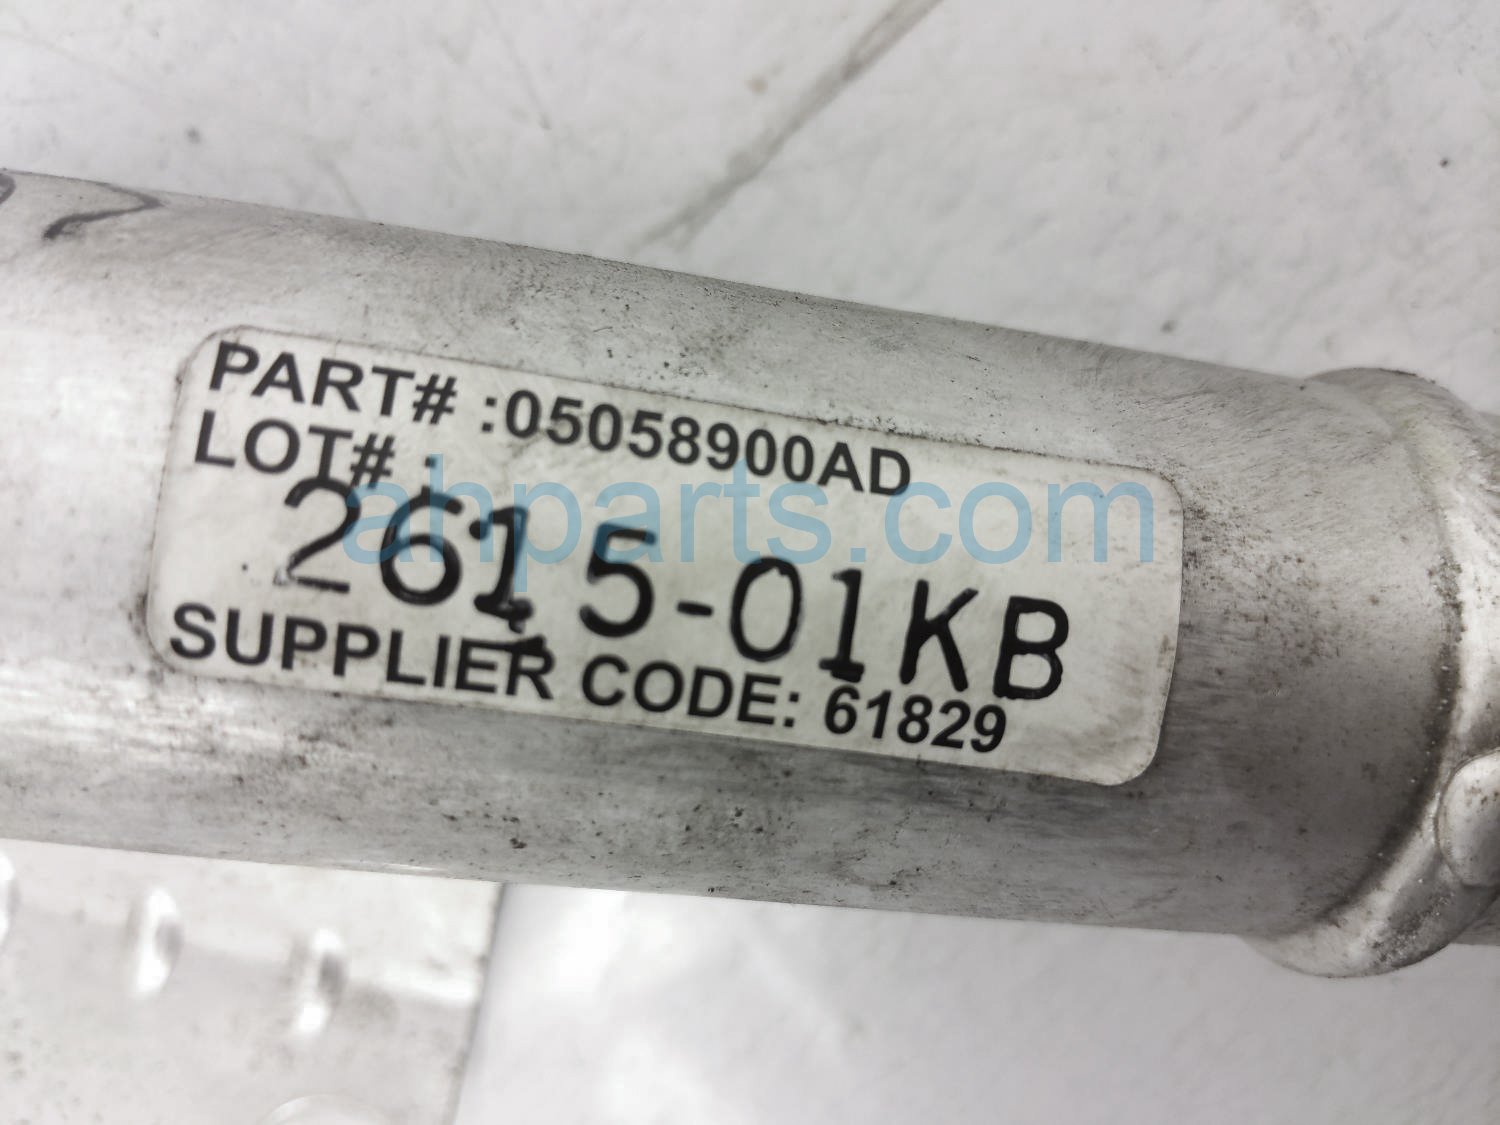 PART# :05058900AD
LOT# :
2615-01KB
SUPPLIER CODE: 61829
ahparts.com